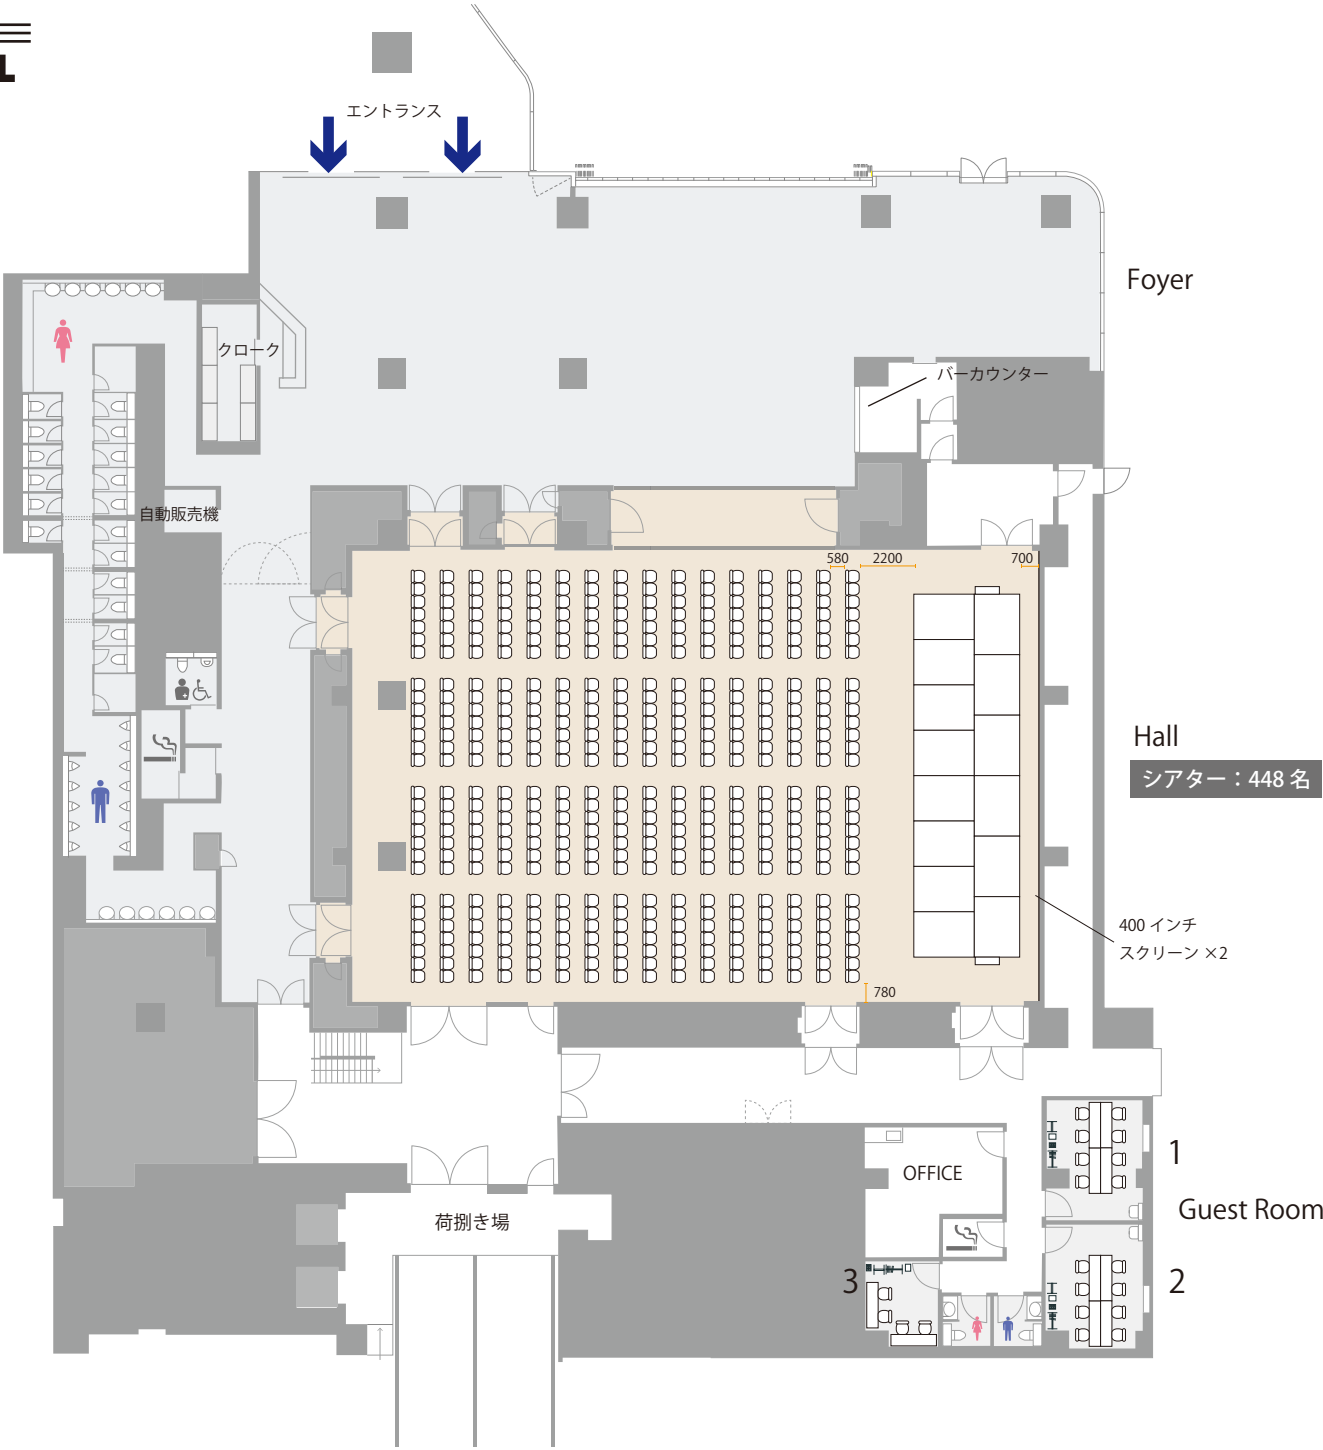 エントランス
Foyer
クローク
バーカウンター
自動販売機
580
2200
700
Hall
シアター：448 名
400 インチ
スクリーン ×2
780
1
OFFICE
Guest Room
荷捌き場
3
2